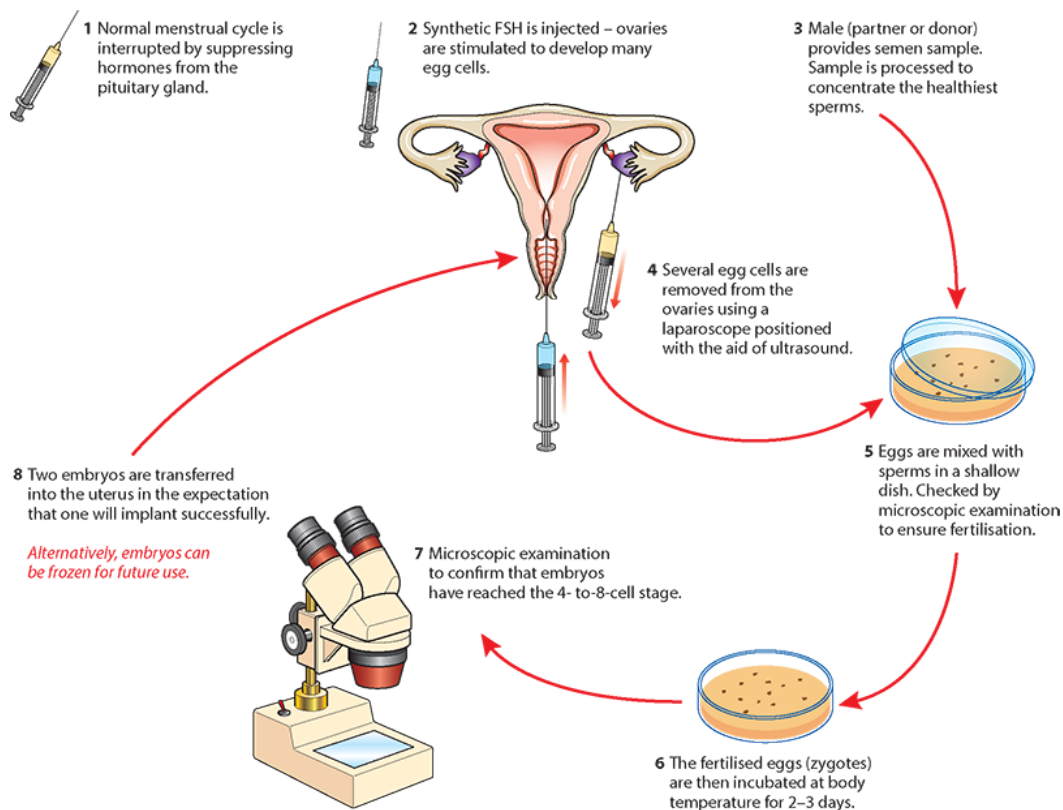 1 Normal menstrual cycle is
interrupted by suppressing
hormones from the
pituitary gland.
2 Synthetic FSH is injected – ovaries
are stimulated to develop many
egg cells.
3 Male (partner or donor)
provides semen sample.
Sample is processed to
concentrate the healthiest
sperms.
4 Several egg cells are
removed from the
ovaries using a
laparoscope positioned
with the aid of ultrasound.
5 Eggs are mixed with
sperms in a shallow
dish. Checked by
microscopic examination
to ensure fertilisation.
6 The fertilised eggs (zygotes)
are then incubated at body
temperature for 2–3 days.
7 Microscopic examination
to confirm that embryos
have reached the 4- to-8-cell stage.
8 Two embryos are transferred
into the uterus in the expectation
that one will implant successfully.
Alternatively, embryos can
be frozen for future use.